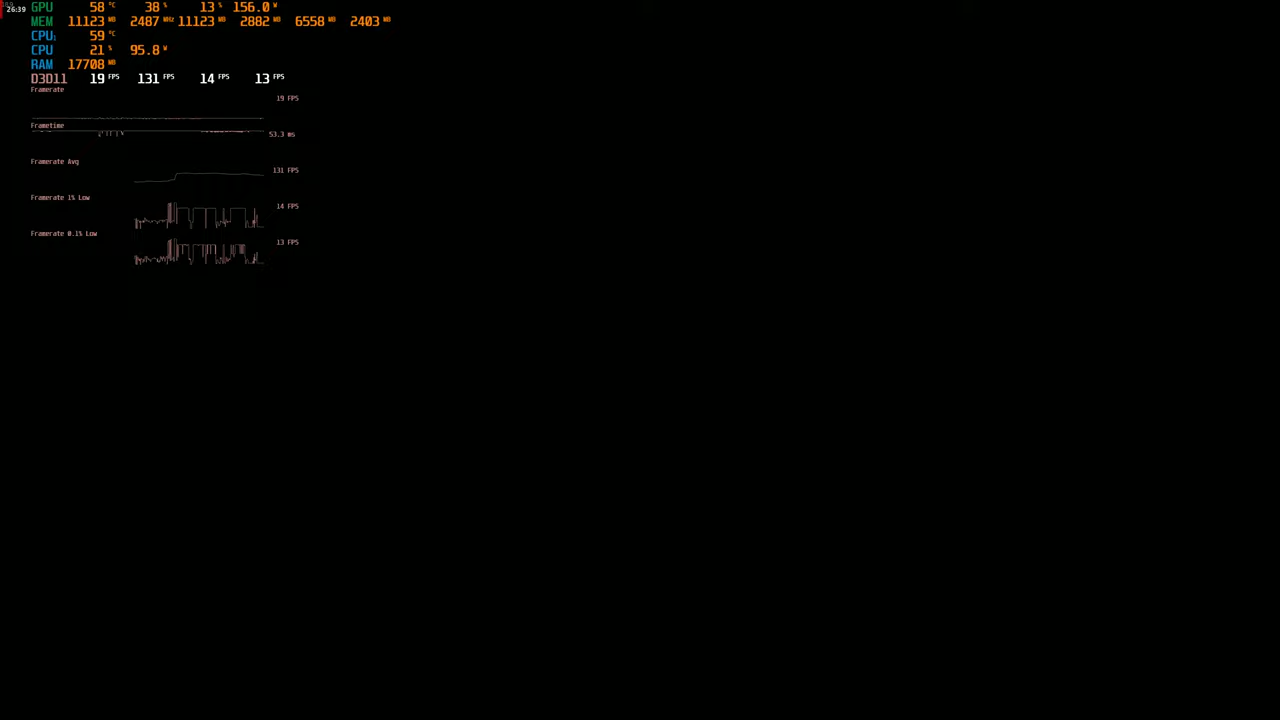 26:39
GPU 58 °C 38 % 13 % 156.0 W
MEM 11123 MB 2487 MHz 11123 MB 2882 MB 6558 MB 2403 MB
CPU 59 °C
CPU 21 % 95.8 W
RAM 17708 MB
D3D11 19 FPS 131 FPS 14 FPS 13 FPS
Framerate
19 FPS
Frametime
53.3 ms
Framerate Avg
131 FPS
Framerate 1% Low
14 FPS
Framerate 0.1% Low
13 FPS